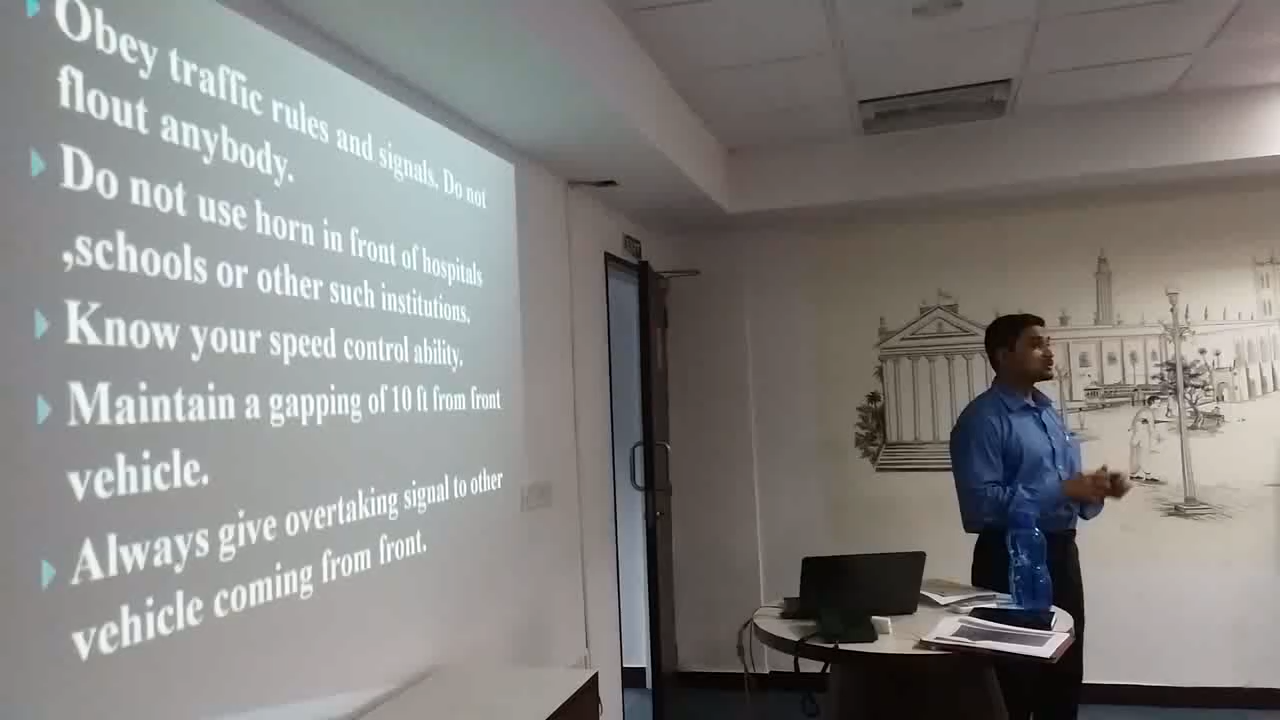 Obey traffic rules and signals. Do not
flout anybody.
Do not use horn in front of hospitals
,schools or other such institutions.
Know your speed control ability.
Maintain a gapping of 10 ft from front
vehicle.
Always give overtaking signal to other
vehicle coming from front.